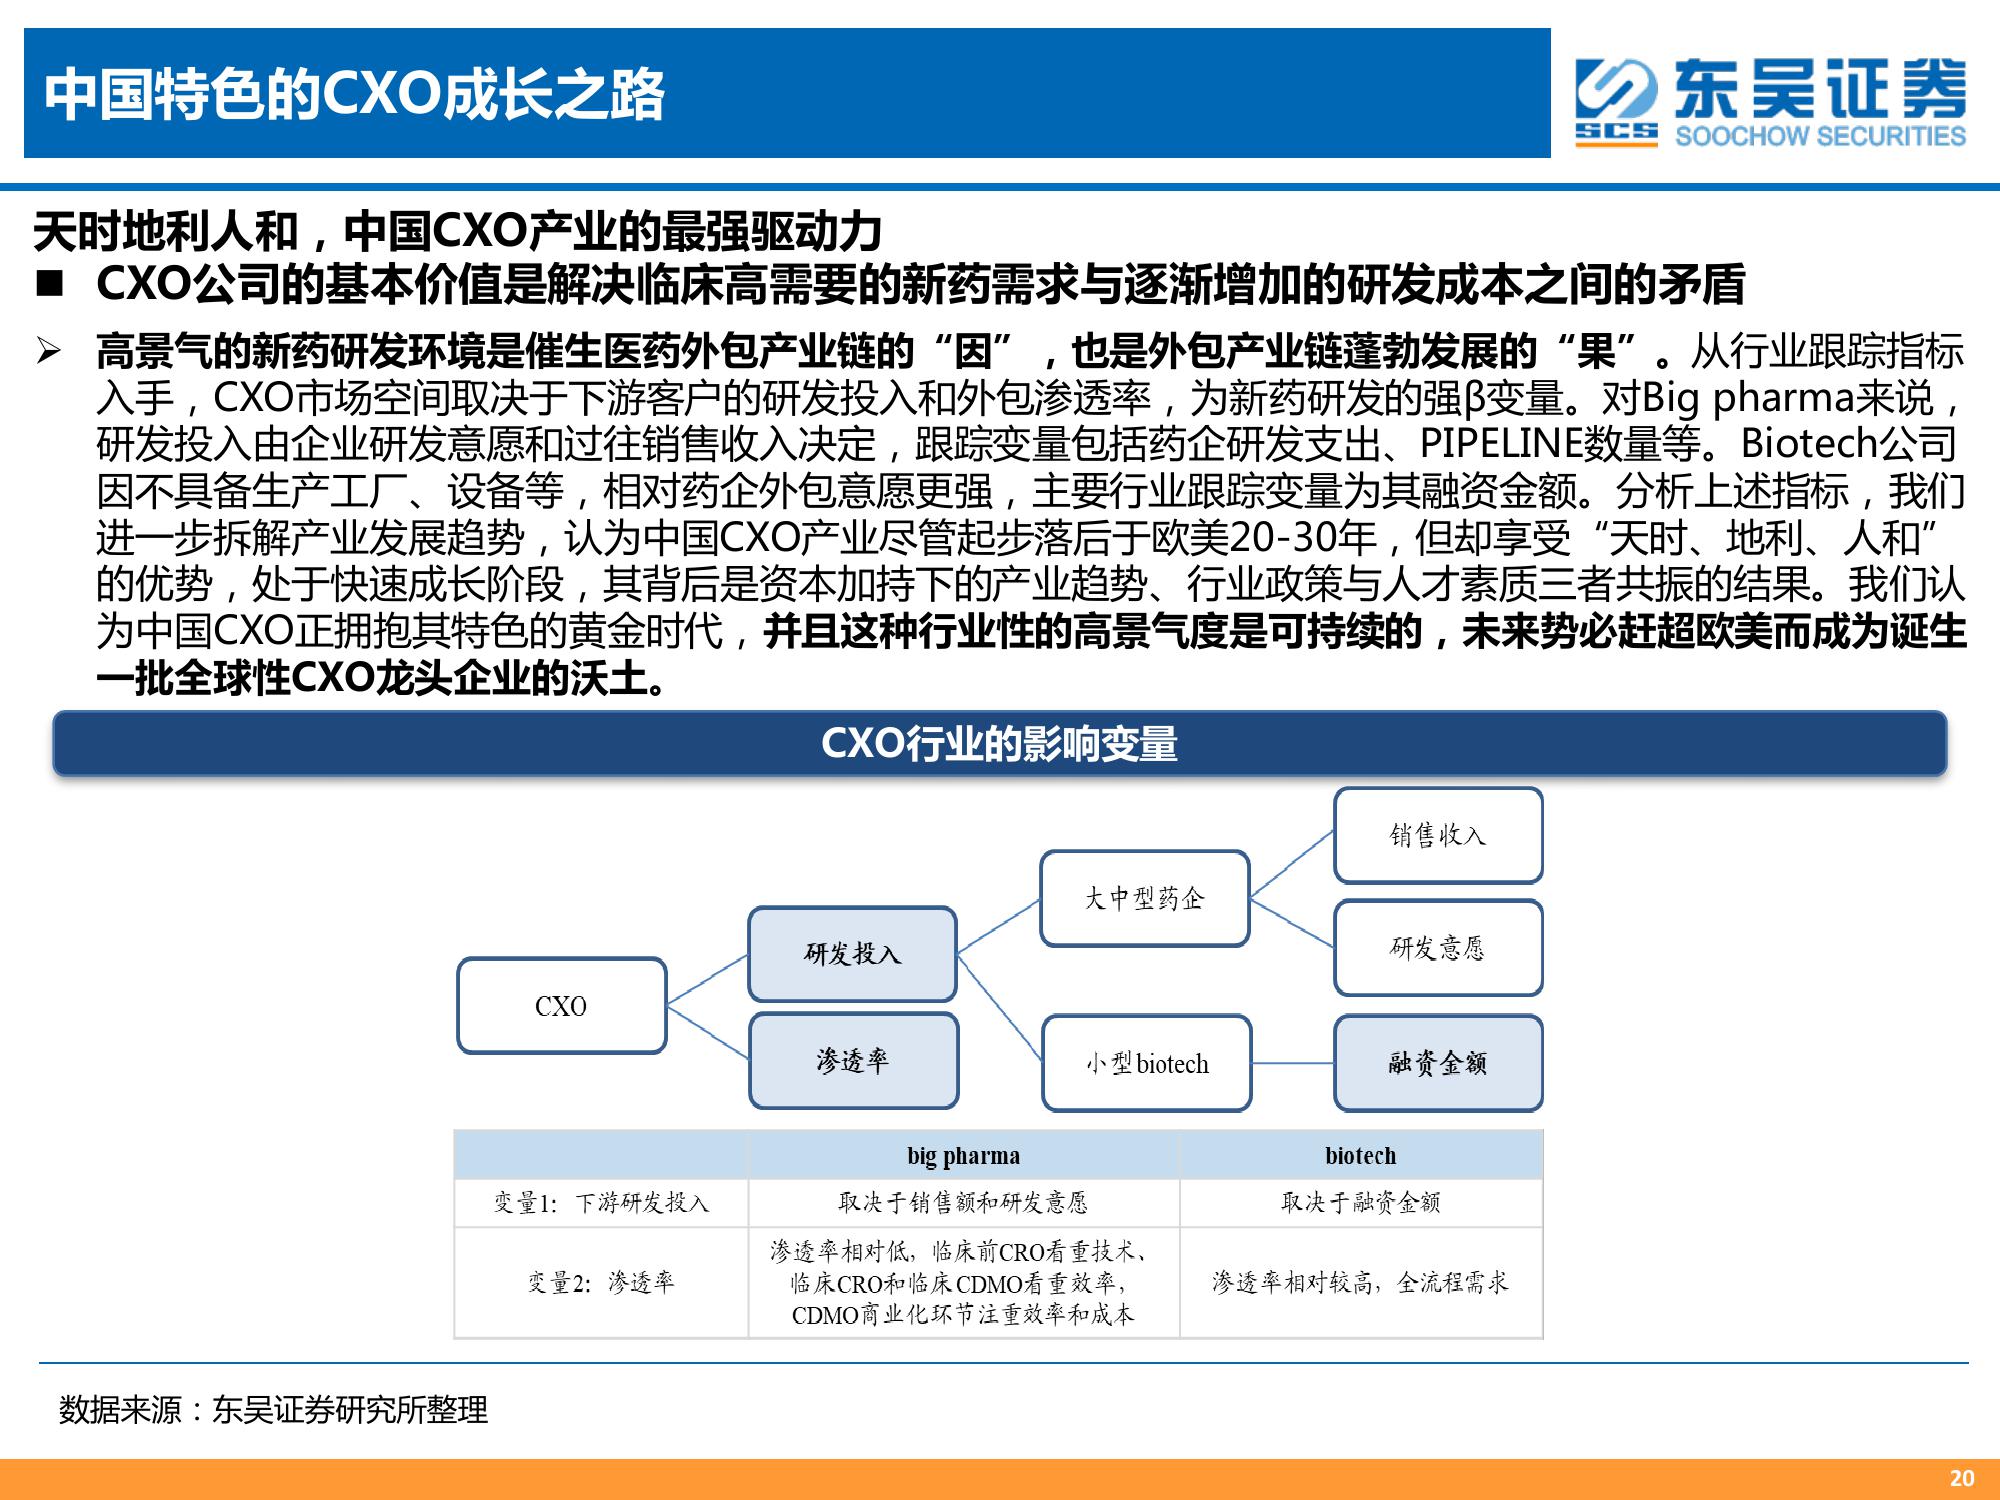 中国特色的CXO成长之路
东吴证券
SCS
SOOCHOW SECURITIES
天时地利人和，中国CXO产业的最强驱动力
■ CXO公司的基本价值是解决临床高需要的新药需求与逐渐增加的研发成本之间的矛盾
➢ 高景气的新药研发环境是催生医药外包产业链的“因”，也是外包产业链蓬勃发展的“果”。从行业跟踪指标
入手，CXO市场空间取决于下游客户的研发投入和外包渗透率，为新药研发的强β变量。对Big pharma来说，
研发投入由企业研发意愿和过往销售收入决定，跟踪变量包括药企研发支出、PIPELINE数量等。Biotech公司
因不具备生产工厂、设备等，相对药企外包意愿更强，主要行业跟踪变量为其融资金额。分析上述指标，我们
进一步拆解产业发展趋势，认为中国CXO产业尽管起步落后于欧美20-30年，但却享受“天时、地利、人和”
的优势，处于快速成长阶段，其背后是资本加持下的产业趋势、行业政策与人才素质三者共振的结果。我们认
为中国CXO正拥抱其特色的黄金时代，并且这种行业性的高景气度是可持续的，未来势必赶超欧美而成为诞生
一批全球性CXO龙头企业的沃土。
CXO行业的影响变量
销售收入
大中型药企
研发意愿
研发投入
CXO
渗透率
小型biotech
融资金额
big pharma
biotech
变量1：下游研发投入
取决于销售额和研发意愿
取决于融资金额
变量2：渗透率
渗透率相对低，临床前CRO看重技术、
临床CRO和临床CDMO看重效率，
CDMO商业化环节注重效率和成本
渗透率相对较高，全流程需求
数据来源：东吴证券研究所整理
20